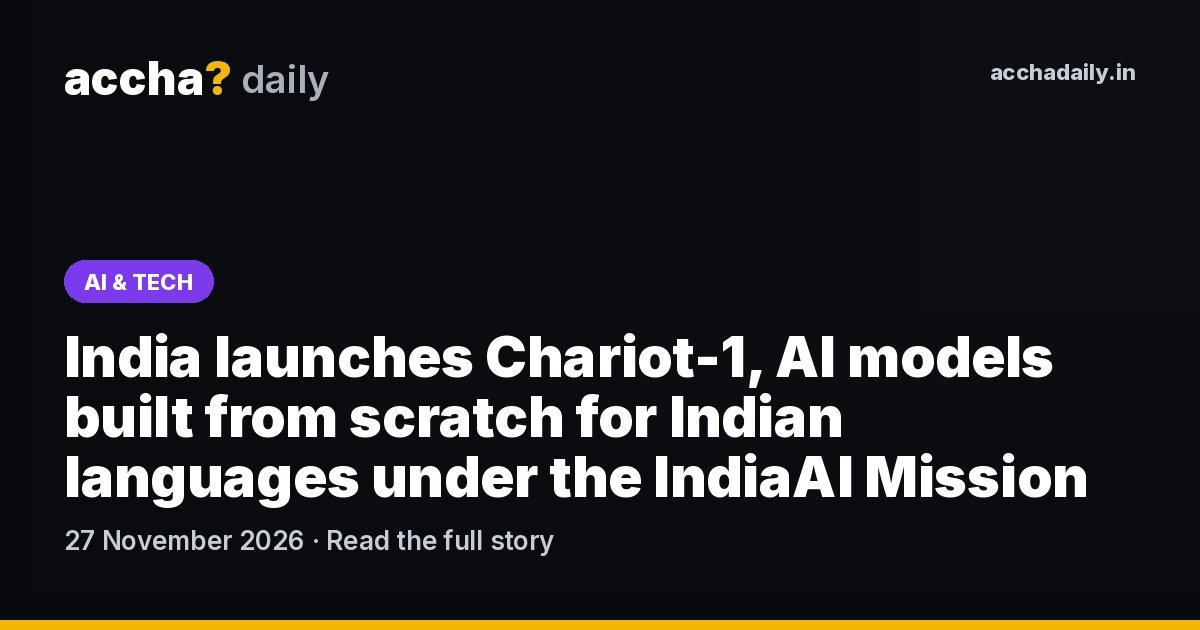 accha? daily
acchadaily.in
AI & TECH
India launches Chariot-1, AI models
built from scratch for Indian
languages under the IndiaAI Mission
27 November 2026 · Read the full story